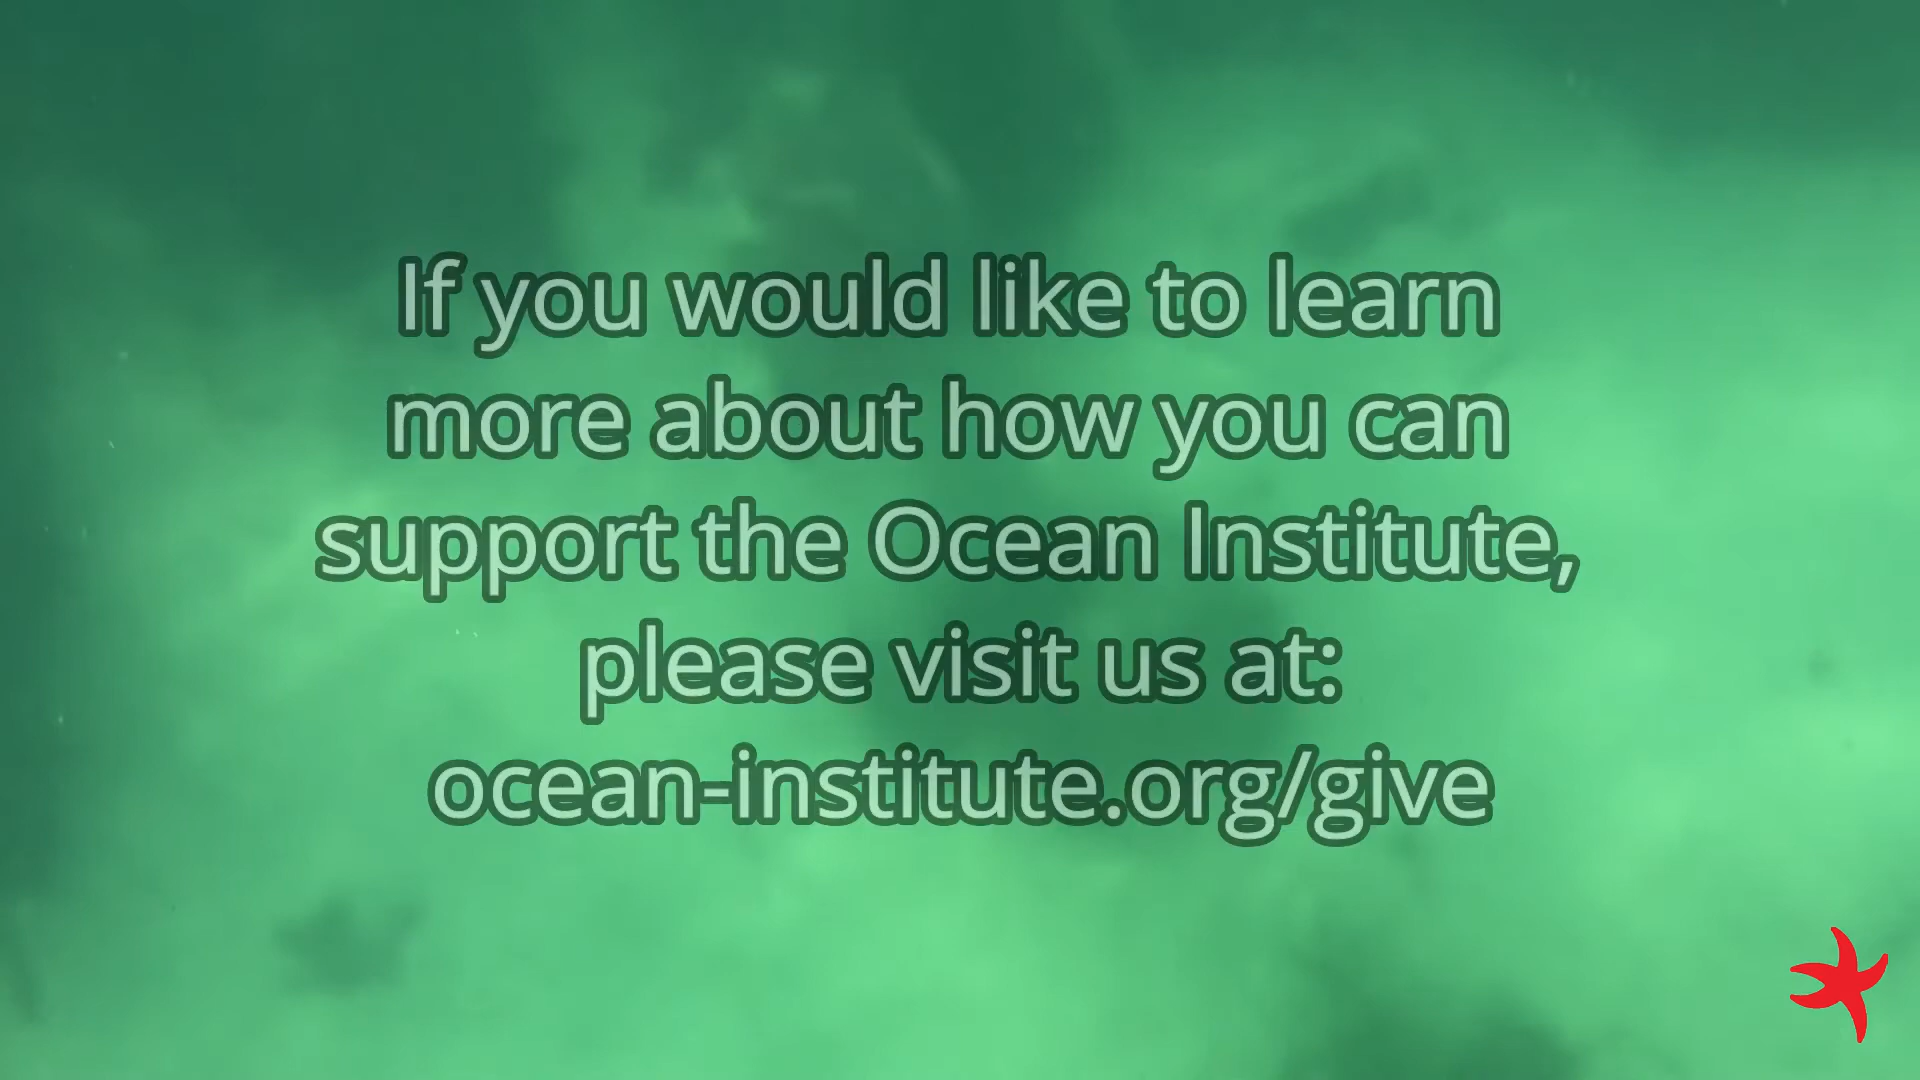 If you would like to learn
more about how you can
support the Ocean Institute,
please visit us at:
ocean-institute.org/give